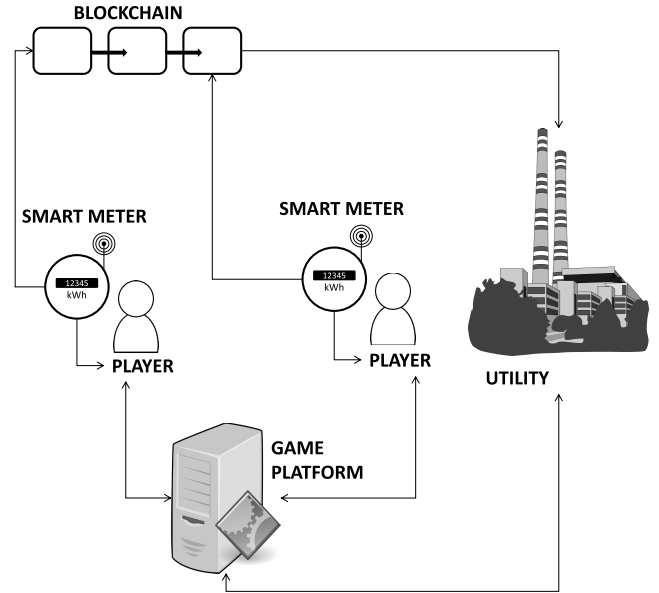 BLOCKCHAIN
SMART METER
12345
kWh
PLAYER
SMART METER
12345
kWh
PLAYER
UTILITY
GAME
PLATFORM